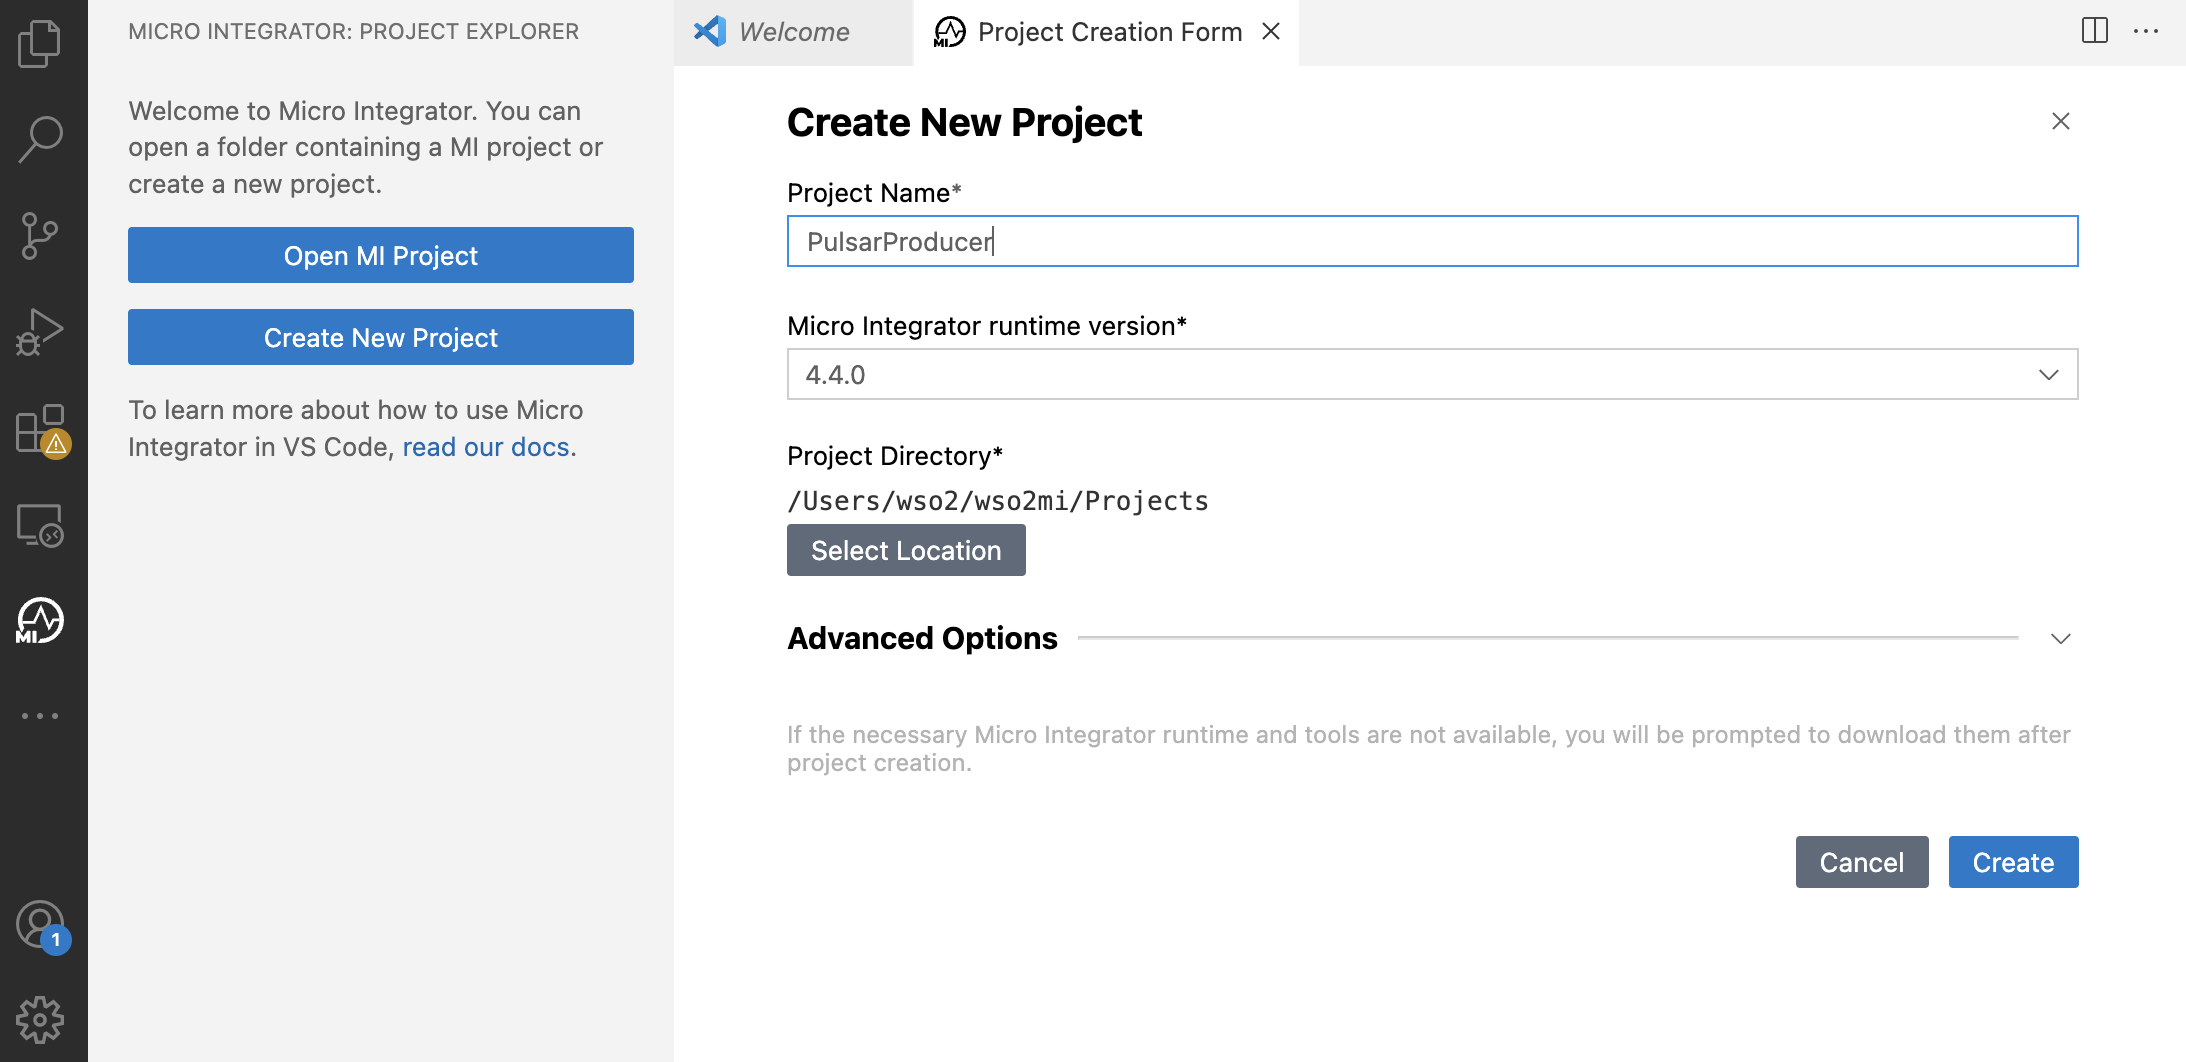 MICRO INTEGRATOR: PROJECT EXPLORER
Welcome to Micro Integrator. You can
open a folder containing a MI project or
create a new project.
Open MI Project
Create New Project
To learn more about how to use Micro
Integrator in VS Code, read our docs.
MI
1
Welcome
MI
Project Creation Form
Create New Project
Project Name*
PulsarProducer
Micro Integrator runtime version*
4.4.0
Project Directory*
/Users/wso2/wso2mi/Projects
Select Location
Advanced Options
If the necessary Micro Integrator runtime and tools are not available, you will be prompted to download them after
project creation.
Cancel
Create